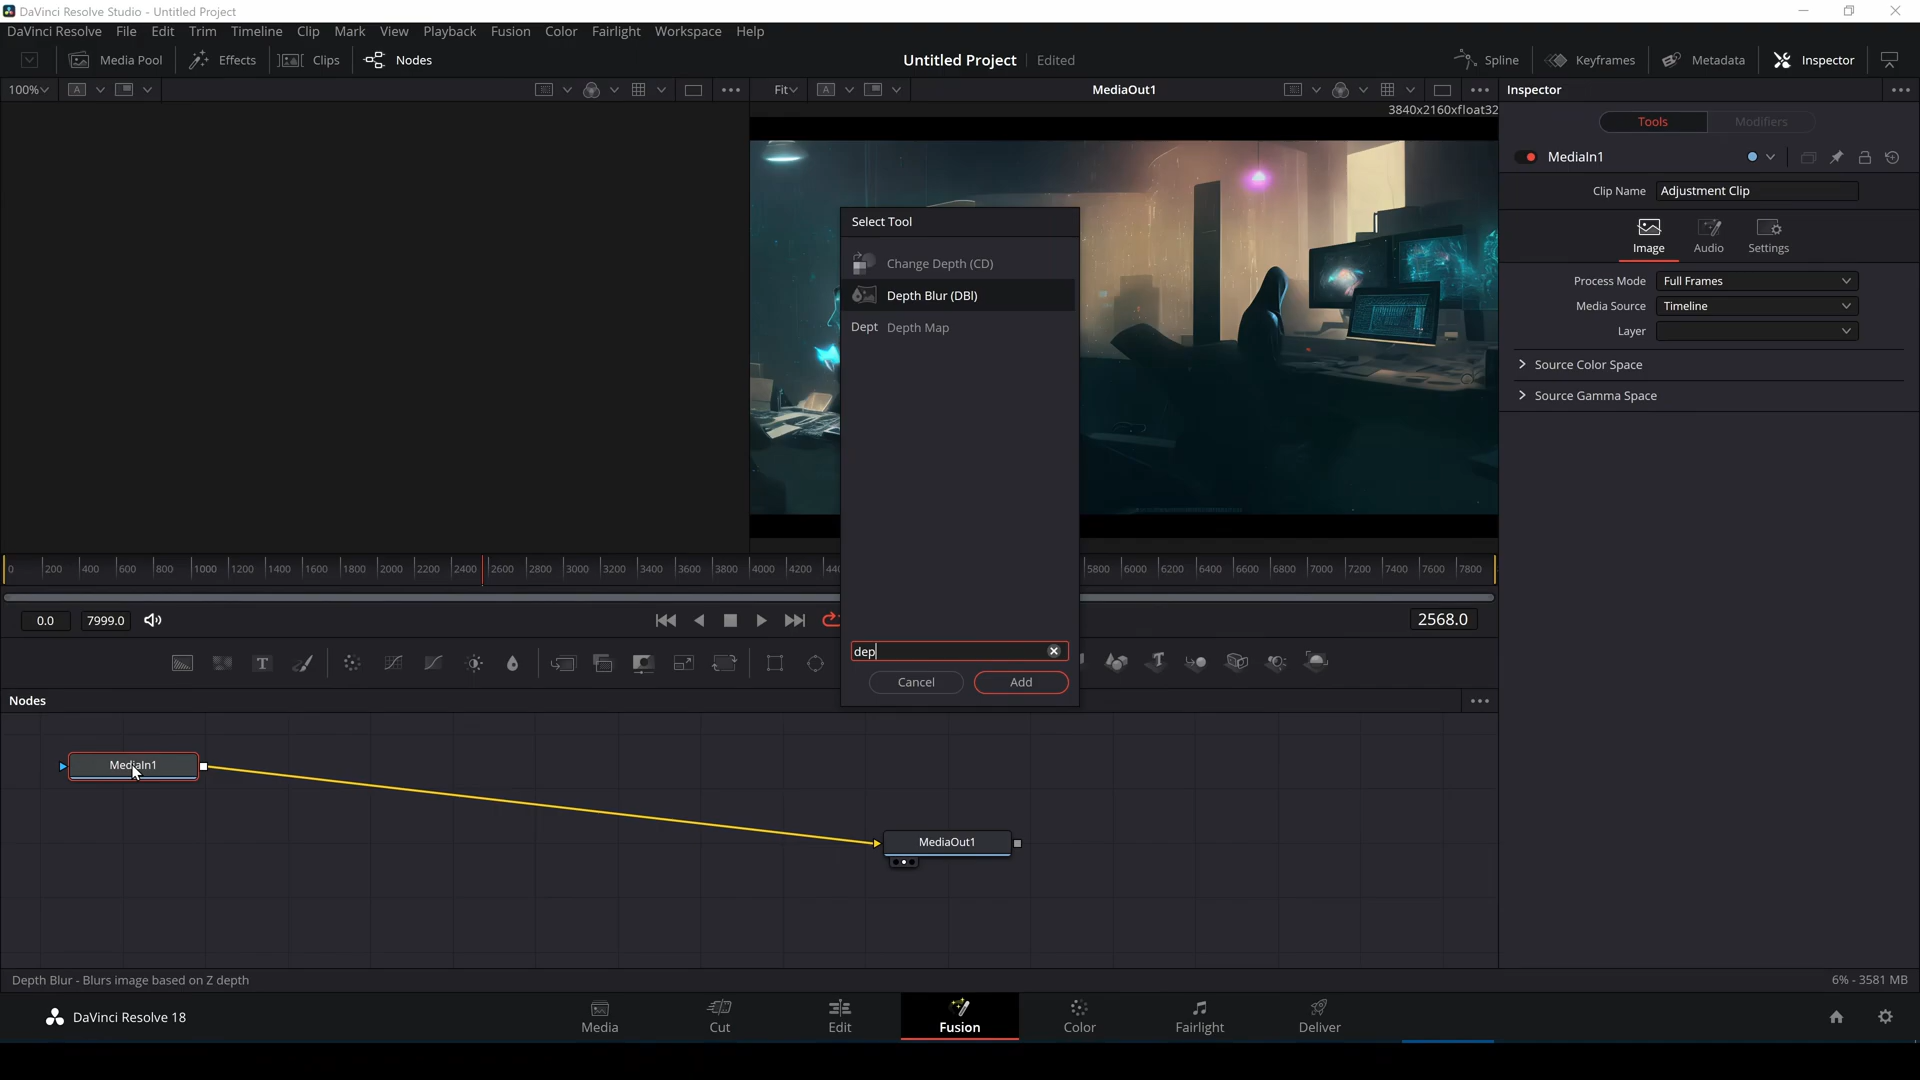 DaVinci Resolve Studio - Untitled Project
DaVinci Resolve File Edit Trim Timeline Clip Mark View Playback Fusion Color Fairlight Workspace Help
Media Pool Effects Clips Nodes Untitled Project Edited Spline Keyframes Metadata Inspector
100% A Fit A MediaOut1 Inspector
3840x2160xfloat32
Tools Modifiers
MediaIn1
Clip Name Adjustment Clip
Select Tool
Image Audio Settings
Change Depth (CD)
Process Mode Full Frames
Depth Blur (DBl)
Media Source Timeline
Dept Depth Map
Layer
Source Color Space
Source Gamma Space
0 200 400 600 800 1000 1200 1400 1600 1800 2000 2200 2400 2600 2800 3000 3200 3400 3600 3800 4000 4200 44 5800 6000 6200 6400 6600 6800 7000 7200 7400 7600 7800
0.0 7999.0 2568.0
dep
T T
Cancel Add
Nodes
MediaIn1
MediaOut1
Depth Blur - Blurs image based on Z depth 6% - 3581 MB
DaVinci Resolve 18 Media Cut Edit Fusion Color Fairlight Deliver